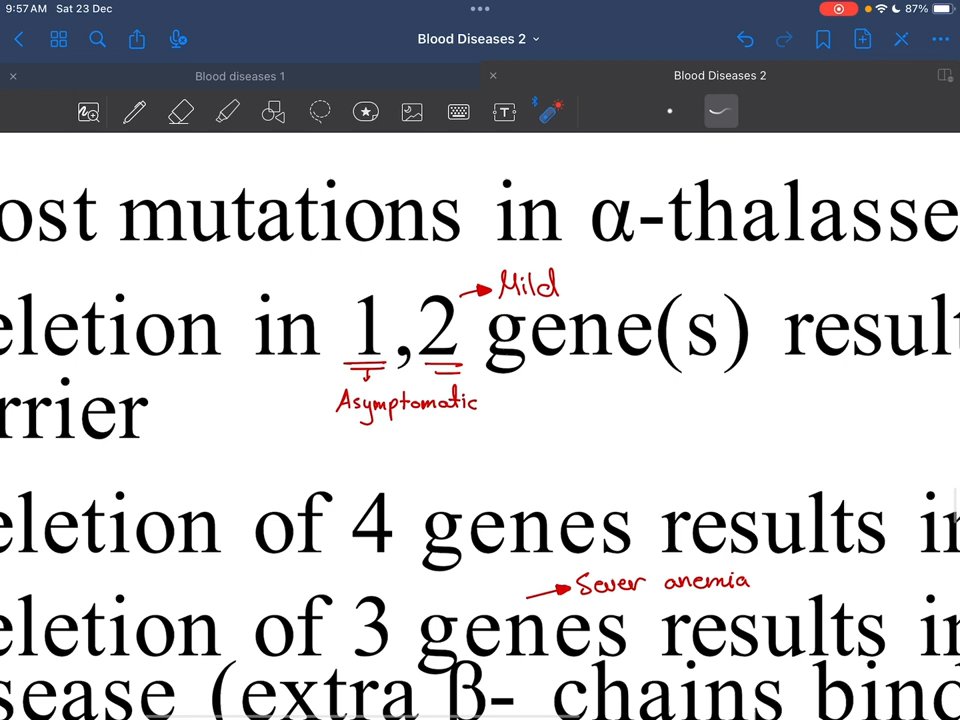 9:57 AM Sat 23 Dec
87%
Blood Diseases 2
Blood diseases 1
Blood Diseases 2
T
ost mutations in α-thalasse
Mild
eletion in 1,2 gene(s) result
Asymptomatic
rrier
eletion of 4 genes results in
Sever anemia
eletion of 3 genes results in
sease (extra β- chains bind